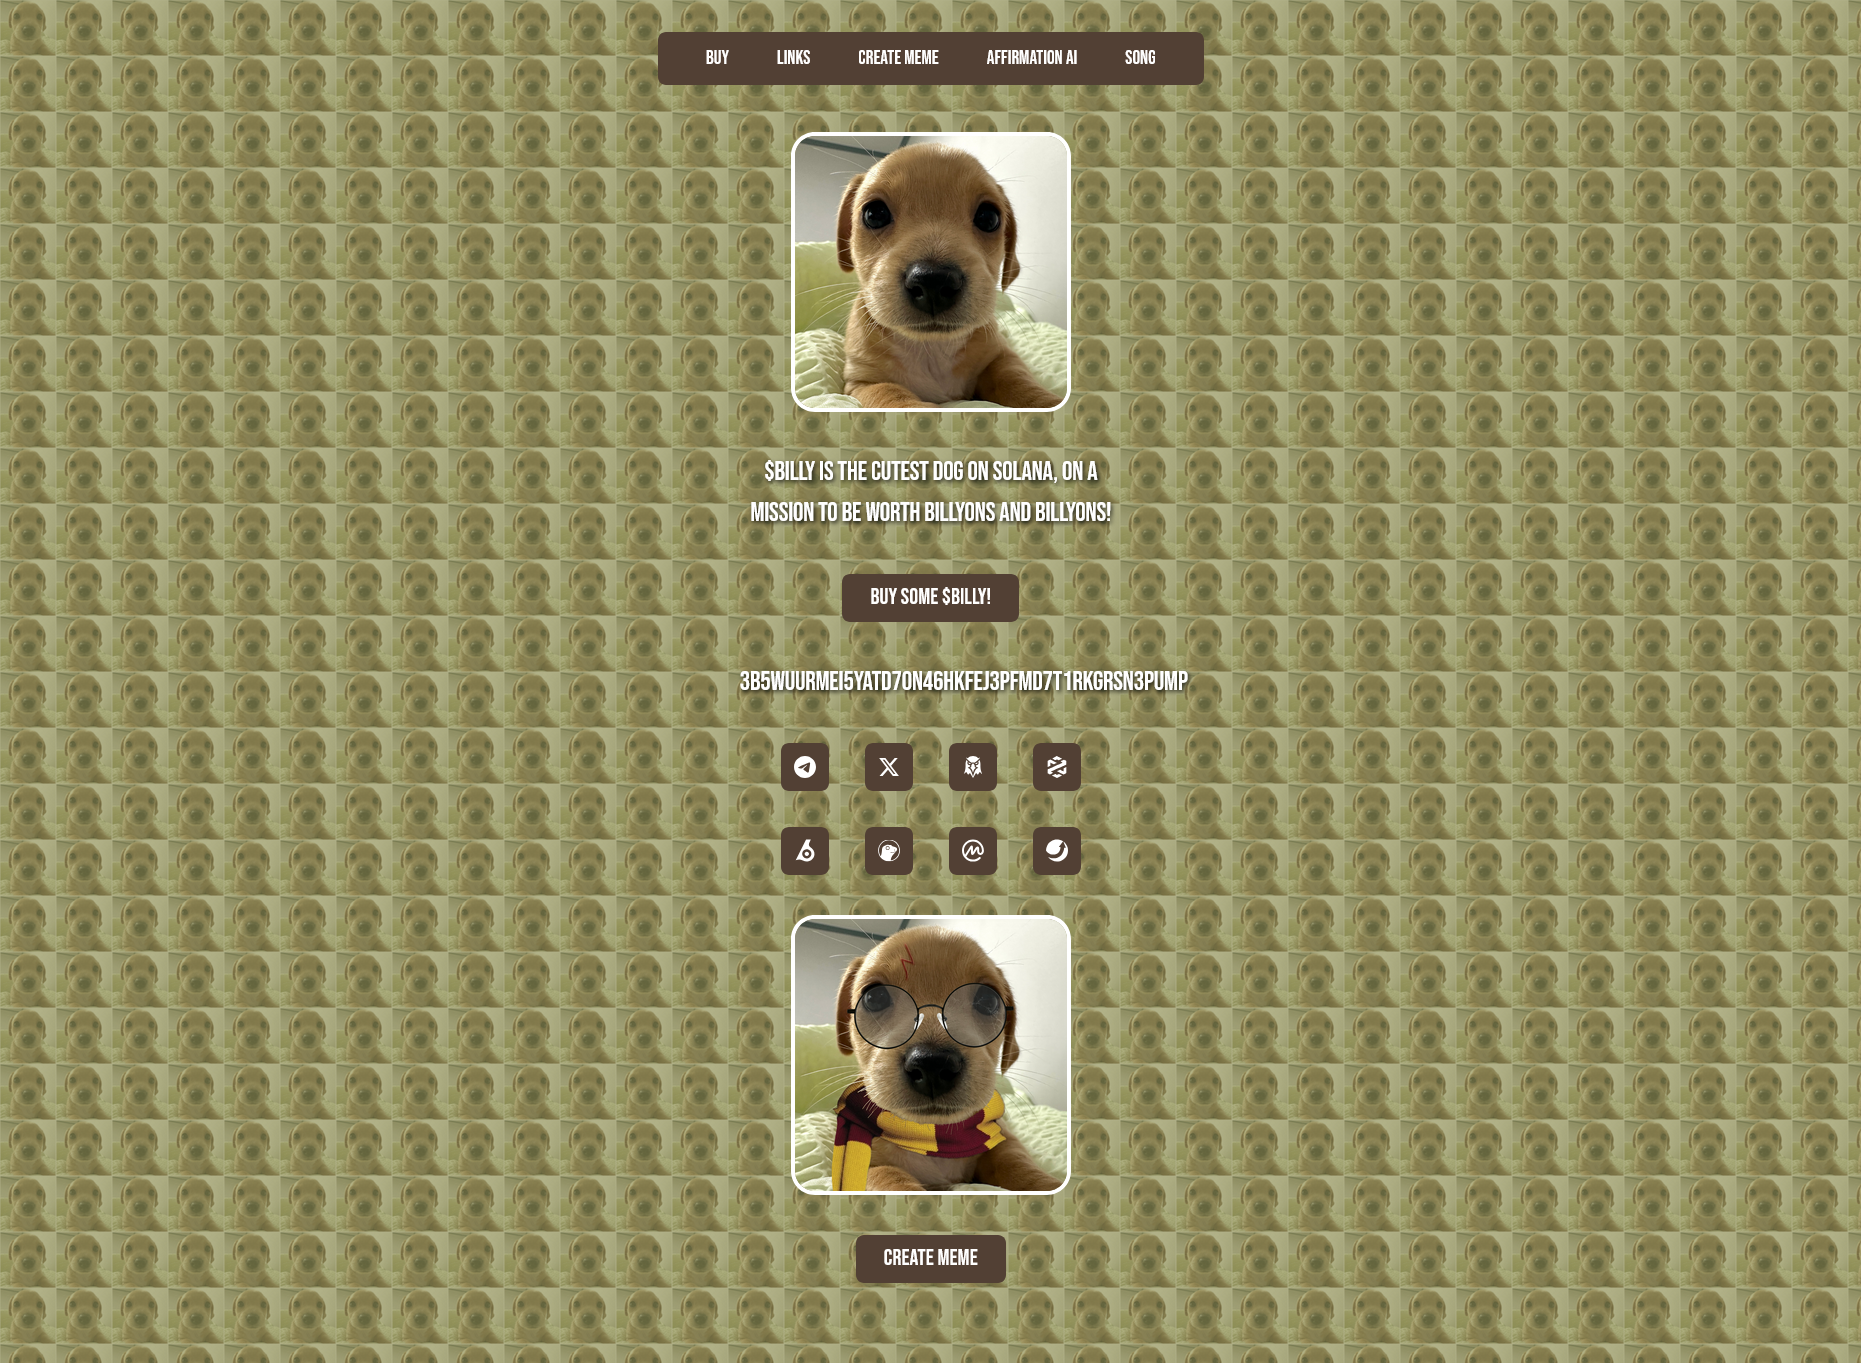 BUY
LINKS
CREATE MEME
AFFIRMATION AI
SONG
$BILLY IS THE CUTEST DOG ON SOLANA, ON A
MISSION TO BE WORTH BILLYONS AND BILLYONS!
BUY SOME $BILLY!
3B5WUURMEI5YATD7ON46HKFEJ3PFMD7T1RKGRSN3PUMP
CREATE MEME